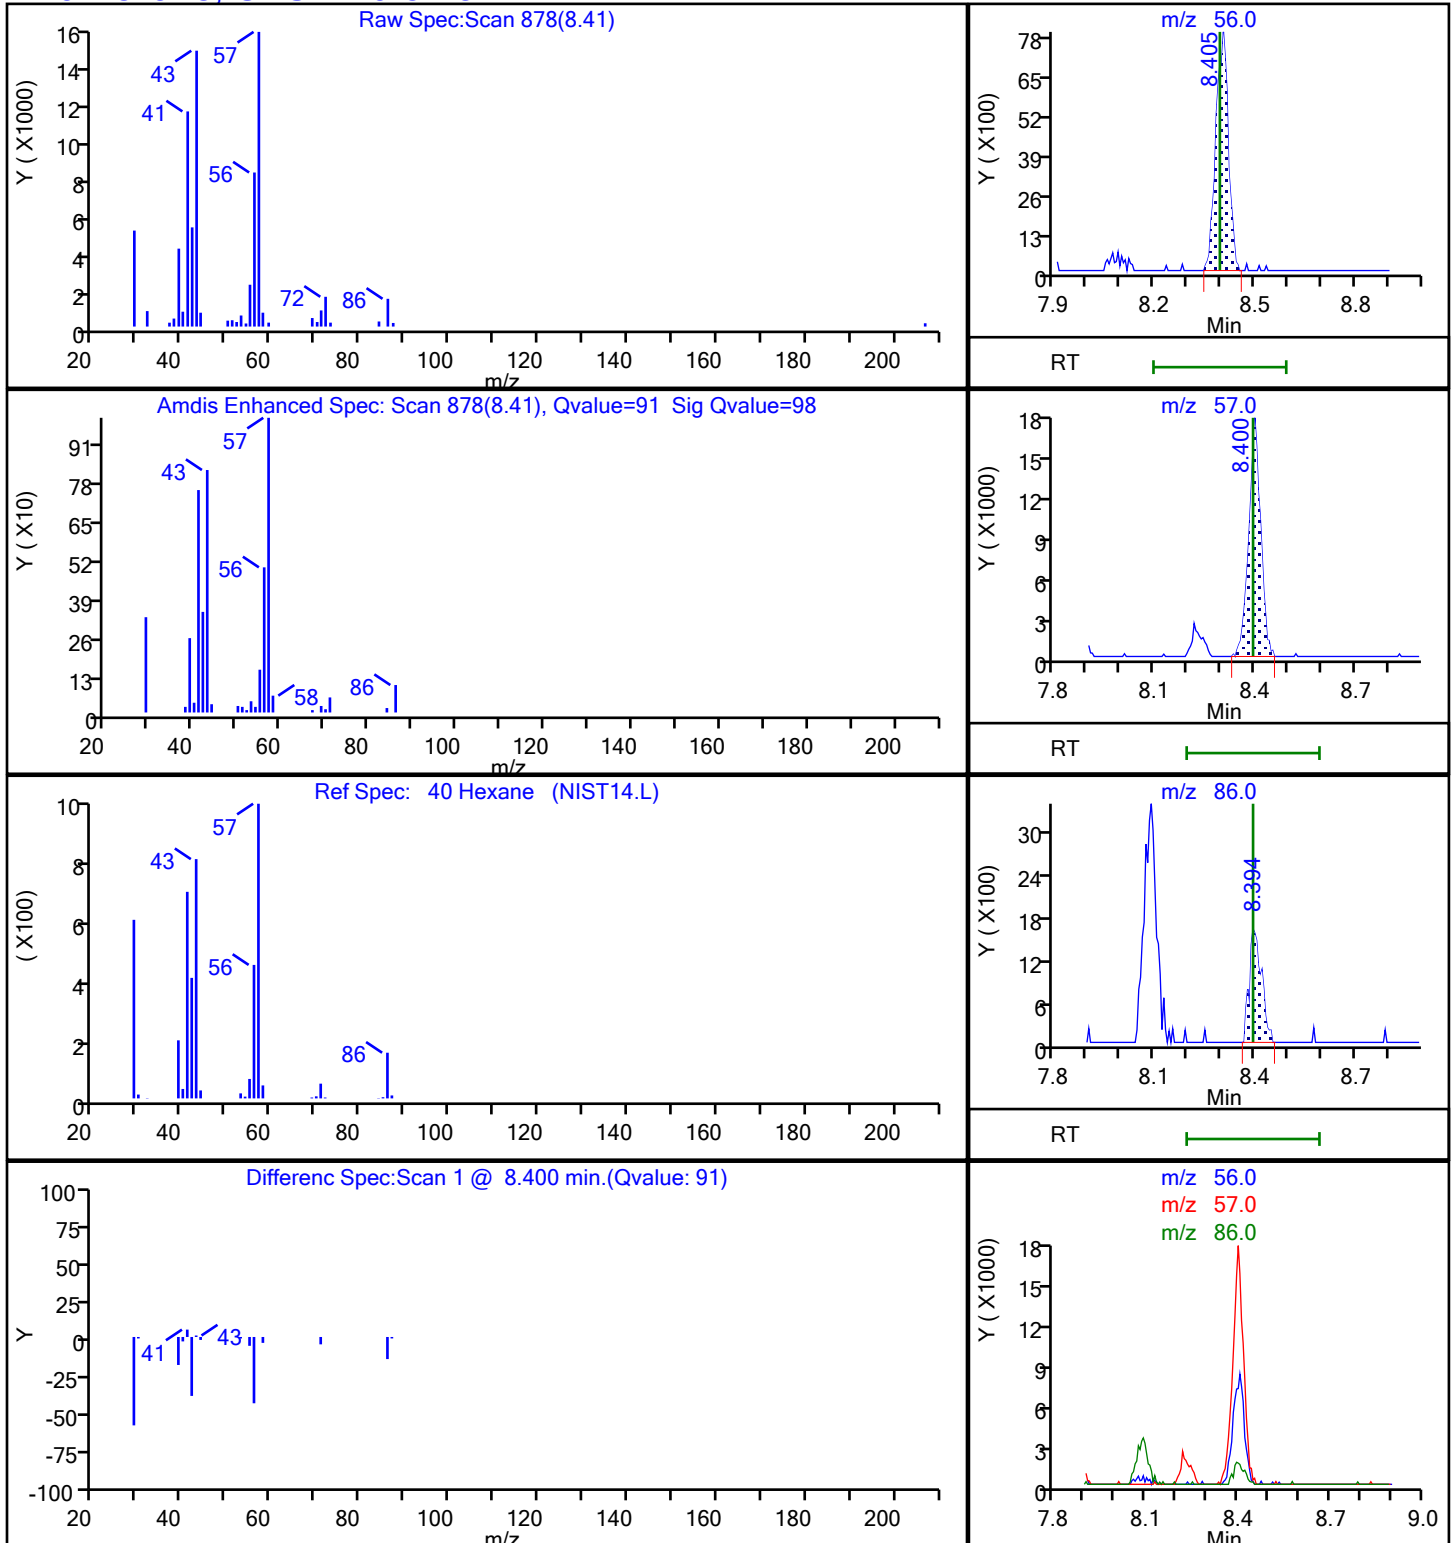 Raw Spec:Scan 878(8.41)
Y ( X1000)
16
14
12
10
8
6
4
2
0
43
57
41
56
72
86
20 40 60 80 100 120 140 160 180 200
m/z
m/z 56.0
Y ( X100)
78
65
52
39
26
13
0
8.405
7.9 8.2 8.5 8.8
Min
RT
Amdis Enhanced Spec: Scan 878(8.41), Qvalue=91 Sig Qvalue=98
Y ( X10)
91
78
65
52
39
26
13
0
57
43
56
58
86
20 40 60 80 100 120 140 160 180 200
m/z
m/z 57.0
Y ( X1000)
18
15
12
9
6
3
0
8.400
7.8 8.1 8.4 8.7
Min
RT
Ref Spec: 40 Hexane (NIST14.L)
( X100)
10
8
6
4
2
0
57
43
56
86
20 40 60 80 100 120 140 160 180 200
m/z 86.0
Y ( X100)
30
24
18
12
6
0
8.394
7.8 8.1 8.4 8.7
Min
RT
Differenc Spec:Scan 1 @ 8.400 min.(Qvalue: 91)
Y
100
75
50
25
0
-25
-50
-75
-100
41
43
20 40 60 80 100 120 140 160 180 200
m/z
m/z 56.0
m/z 57.0
m/z 86.0
Y ( X1000)
18
15
12
9
6
3
0
7.8 8.1 8.4 8.7 9.0
Min